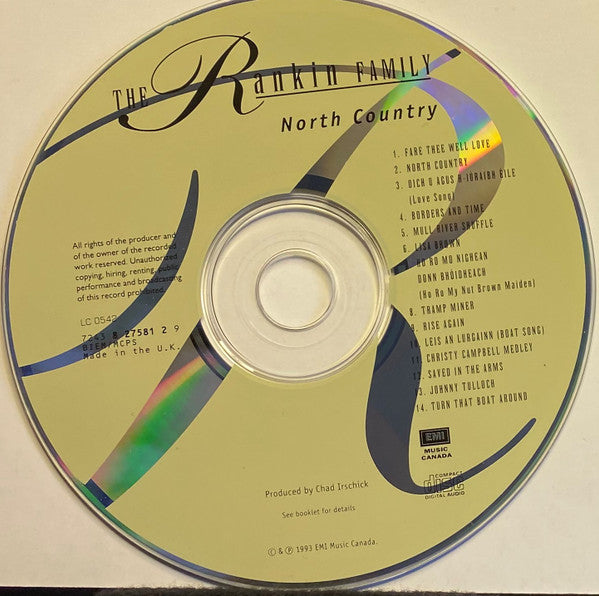 THE Rankin FAMILY
North Country
1. FARE THEE WELL LOVE
2. NORTH COUNTRY
3. OICH O AGUS H-IORAIBH EILE
(Love Song)
4. BORDERS AND TIME
5. MULL RIVER SHUFFLE
6. LISA BROWN
HO RO MO NIGHEAN
DONN BHÒIDHEACH
(Ho Ro My Nut Brown Maiden)
8. TRAMP MINER
9. RISE AGAIN
10. LEIS AN LURGAINN (BOAT SONG)
11. CHRISTY CAMPBELL MEDLEY
12. SAVED IN THE ARMS
13. JOHNNY TULLOCH
14. TURN THAT BOAT AROUND
All rights of the producer and
of the owner of the recorded
work reserved. Unauthorized
copying, hiring, renting, public
performance and broadcasting
of this record prohibited.
LC 0542
7243 8 27581 2 9
BIEM/MCPS
Made in the U.K.
EMI
MUSIC
CANADA
COMPACT
disc
DIGITAL AUDIO
Produced by Chad Irschick
See booklet for details
© & ℗ 1993 EMI Music Canada.